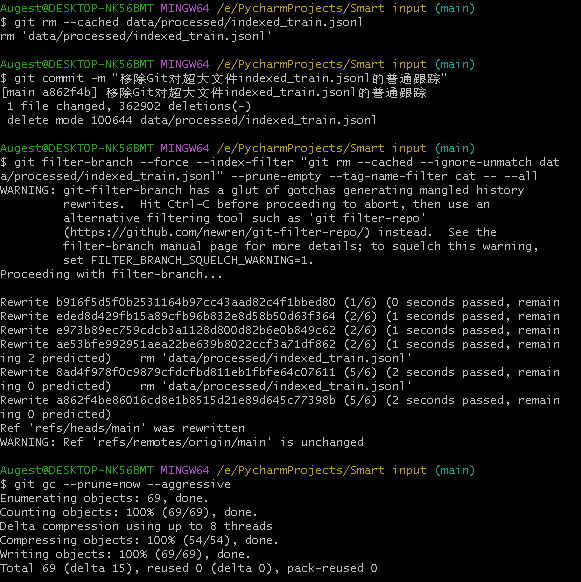 Augest@DESKTOP-NK56BMT MINGW64 /e/PycharmProjects/Smart input (main)
$ git rm --cached data/processed/indexed_train.jsonl
rm 'data/processed/indexed_train.jsonl'
Augest@DESKTOP-NK56BMT MINGW64 /e/PycharmProjects/Smart input (main)
$ git commit -m "移除Git对超大文件indexed_train.jsonl的普通跟踪"
[main a862f4b] 移除Git对超大文件indexed_train.jsonl的普通跟踪
 1 file changed, 362902 deletions(-)
 delete mode 100644 data/processed/indexed_train.jsonl
Augest@DESKTOP-NK56BMT MINGW64 /e/PycharmProjects/Smart input (main)
$ git filter-branch --force --index-filter "git rm --cached --ignore-unmatch dat
a/processed/indexed_train.jsonl" --prune-empty --tag-name-filter cat -- --all
WARNING: git-filter-branch has a glut of gotchas generating mangled history
         rewrites.  Hit Ctrl-C before proceeding to abort, then use an
         alternative filtering tool such as 'git filter-repo'
         (https://github.com/newren/git-filter-repo/) instead.  See the
         filter-branch manual page for more details; to squelch this warning,
         set FILTER_BRANCH_SQUELCH_WARNING=1.
Proceeding with filter-branch...
Rewrite b916f5d5f0b2531164b97cc43aad82c4f1bbed80 (1/6) (0 seconds passed, remain
Rewrite eded8d429fb15a89cfb96b832e8d58b50d63f364 (2/6) (1 seconds passed, remain
Rewrite e973b89ec759cdcb3a1128d800d82b6e0b849c62 (2/6) (1 seconds passed, remain
Rewrite ae53bfe992951aea22be639b8022ccf3a71df862 (2/6) (1 seconds passed, remain
ing 2 predicted)    rm 'data/processed/indexed_train.jsonl'
Rewrite 8ad4f978f0c9879cfdcfbd811eb1fbfe64c07611 (5/6) (2 seconds passed, remain
ing 0 predicted)    rm 'data/processed/indexed_train.jsonl'
Rewrite a862f4be86016cd8e1b8515d21e89d645c77398b (5/6) (2 seconds passed, remain
ing 0 predicted)
Ref 'refs/heads/main' was rewritten
WARNING: Ref 'refs/remotes/origin/main' is unchanged
Augest@DESKTOP-NK56BMT MINGW64 /e/PycharmProjects/Smart input (main)
$ git gc --prune=now --aggressive
Enumerating objects: 69, done.
Counting objects: 100% (69/69), done.
Delta compression using up to 8 threads
Compressing objects: 100% (54/54), done.
Writing objects: 100% (69/69), done.
Total 69 (delta 15), reused 0 (delta 0), pack-reused 0